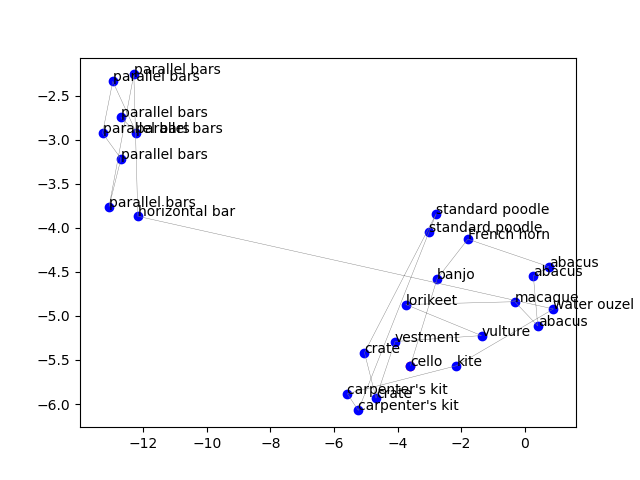 parallel bars
parallel bars
parallel bars
parallel bars
parallel bars
parallel bars
parallel bars
horizontal bar
standard poodle
standard poodle
French horn
abacus
abacus
banjo
lorikeet
macaque
water ouzel
abacus
vulture
vestment
crate
cello
kite
carpenter's kit
crate
carpenter's kit
−2.5
−3.0
−3.5
−4.0
−4.5
−5.0
−5.5
−6.0
−12
−10
−8
−6
−4
−2
0